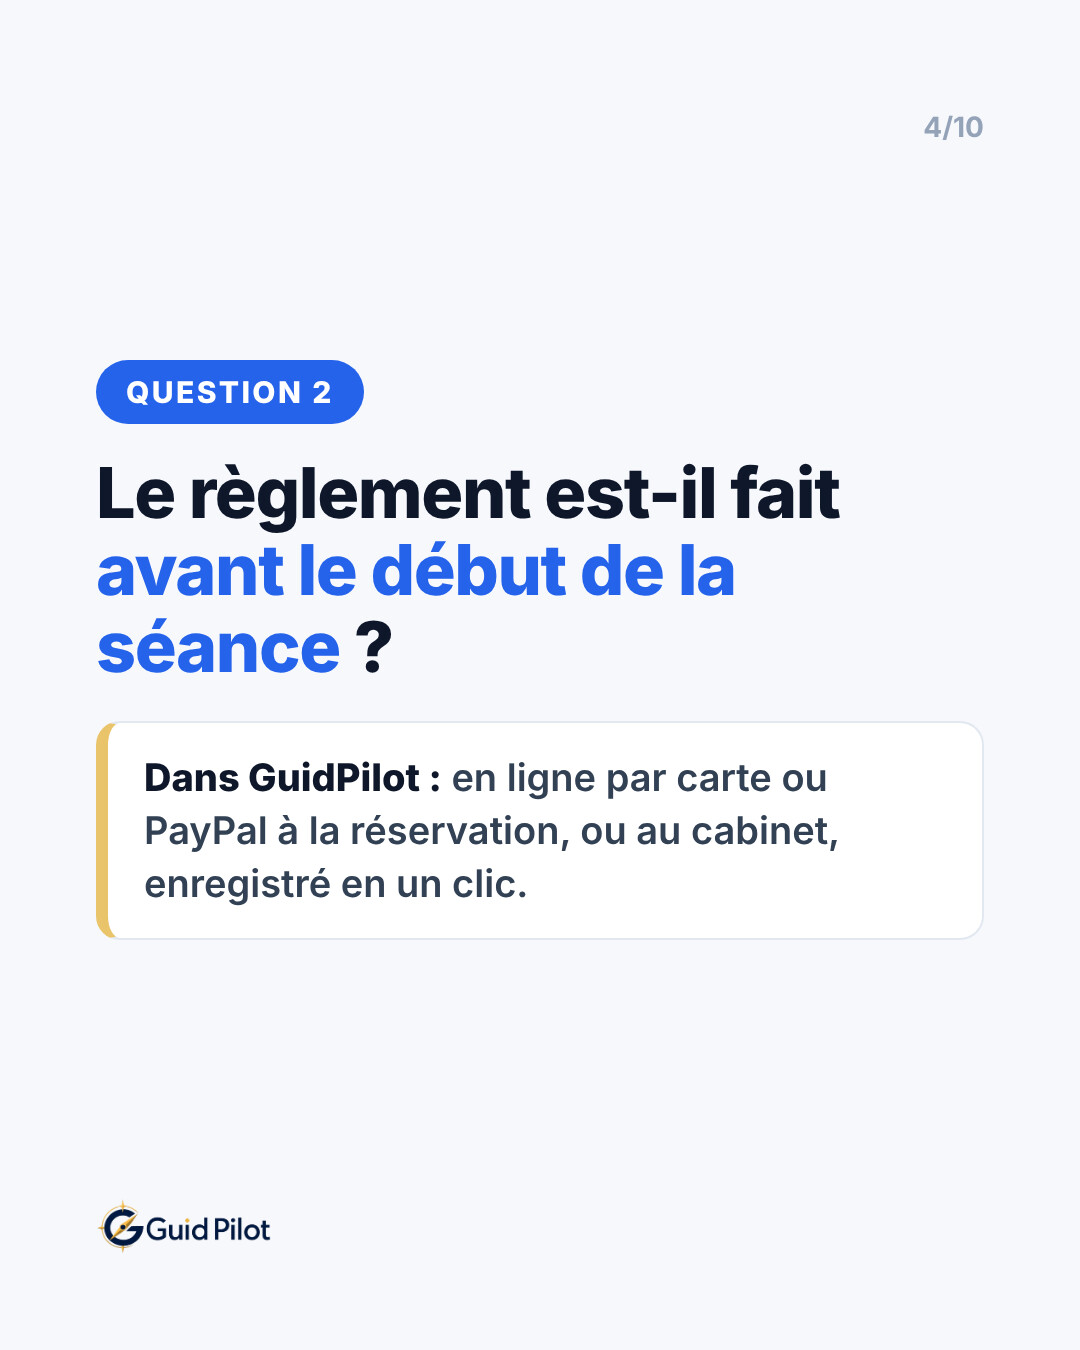 4/10
QUESTION 2
Le règlement est-il fait
avant le début de la
séance ?
Dans GuidPilot : en ligne par carte ou
PayPal à la réservation, ou au cabinet,
enregistré en un clic.
Guid Pilot